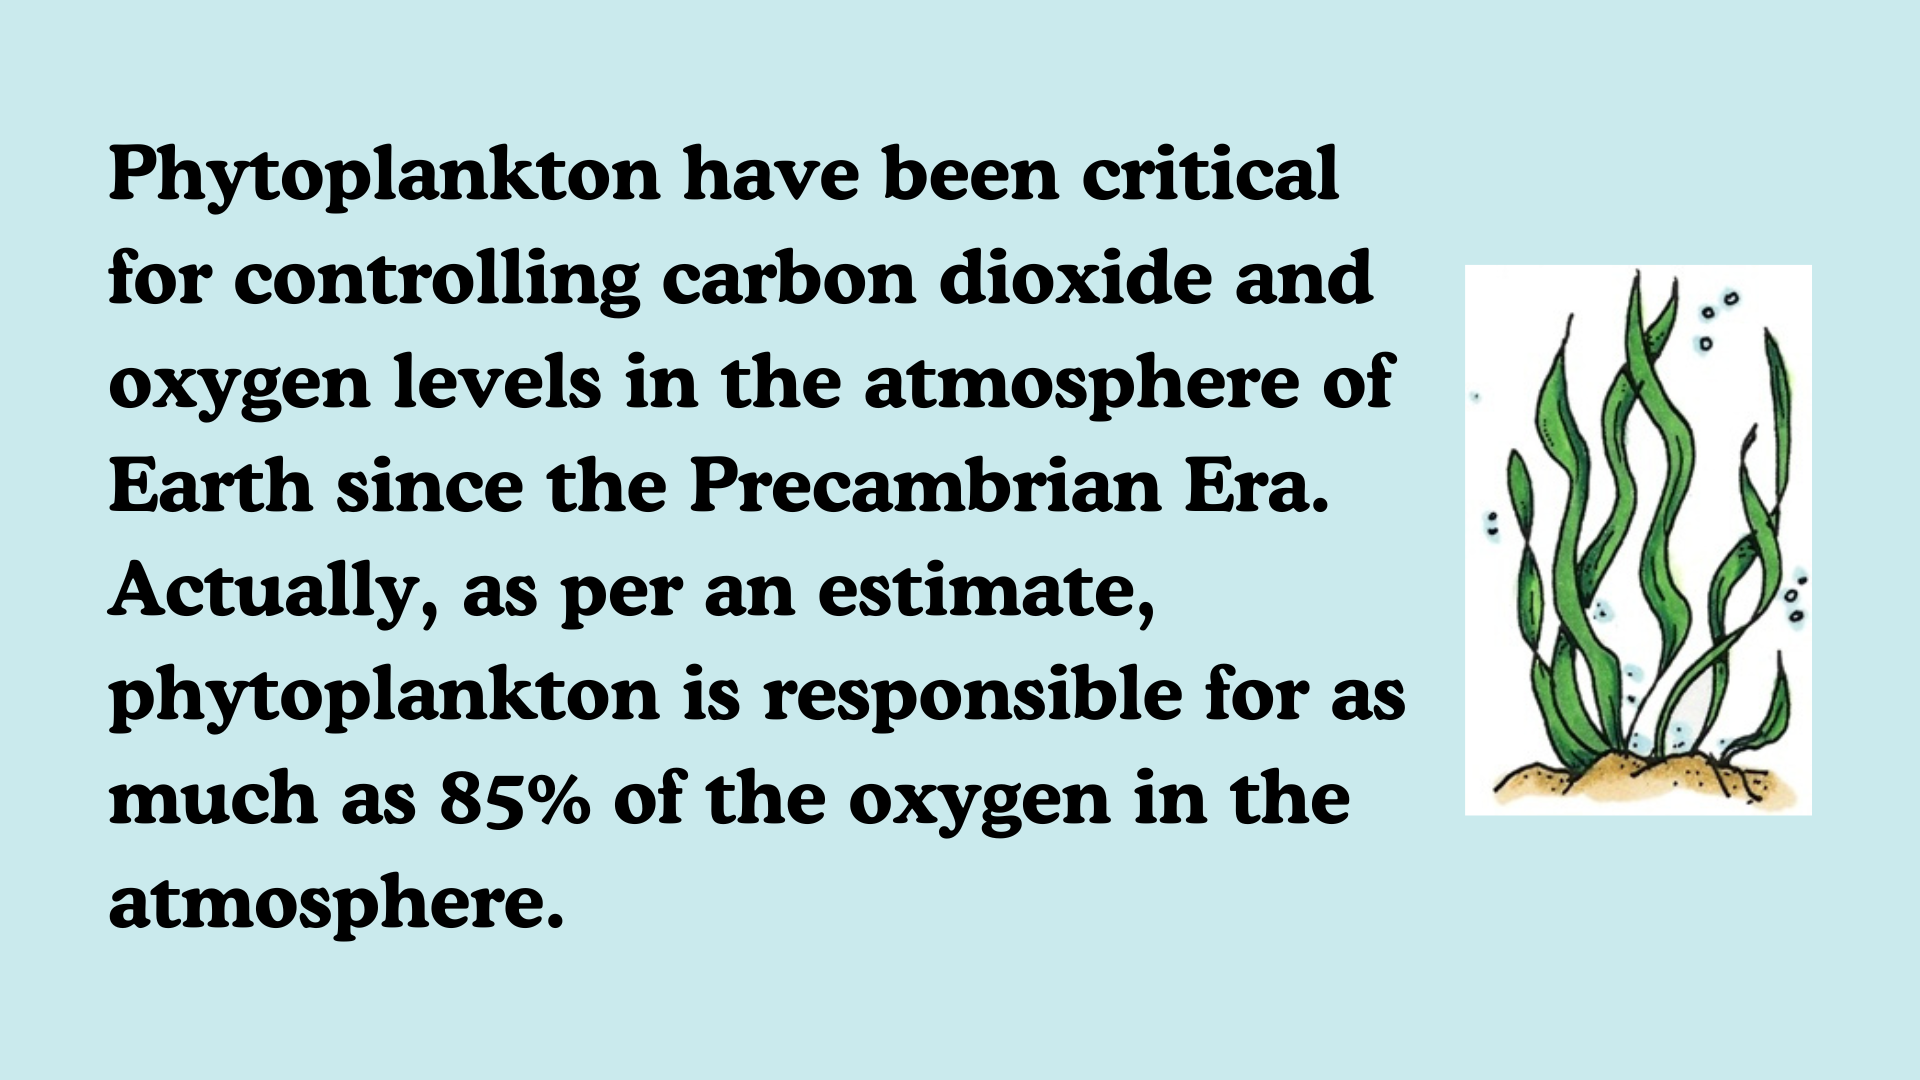 Phytoplankton have been critical
for controlling carbon dioxide and
oxygen levels in the atmosphere of
Earth since the Precambrian Era.
Actually, as per an estimate,
phytoplankton is responsible for as
much as 85% of the oxygen in the
atmosphere.